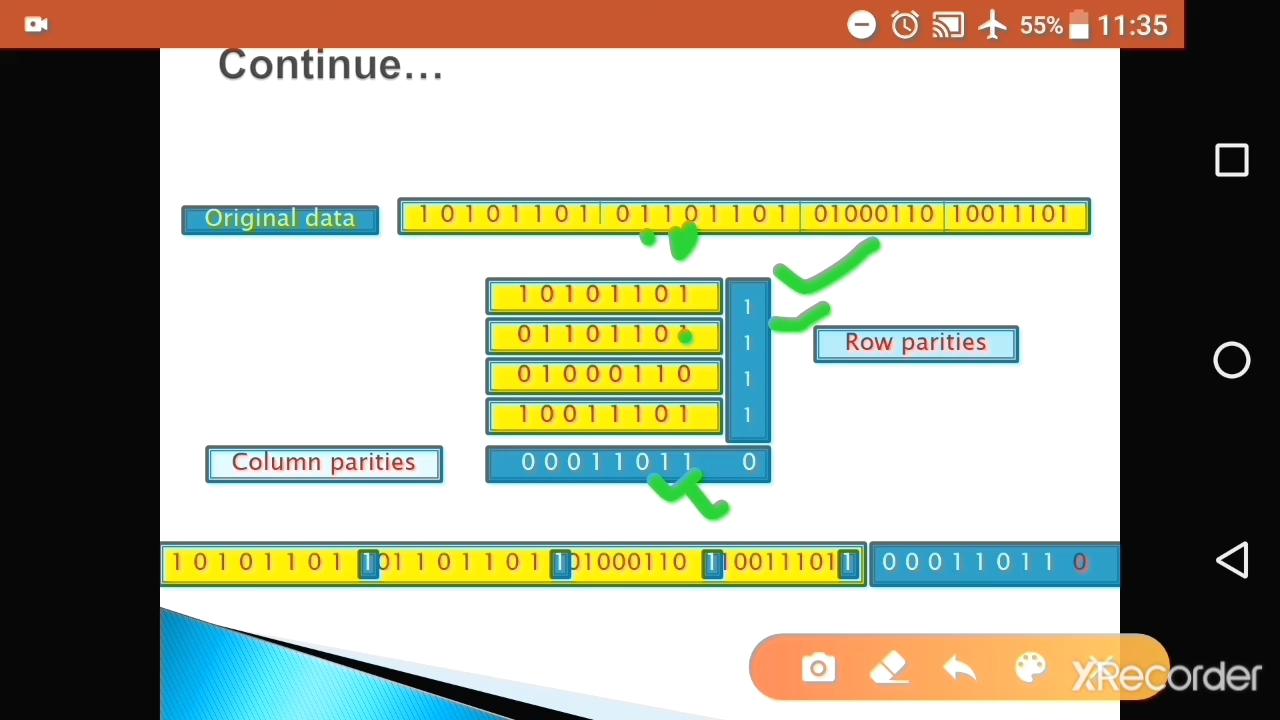 55% 11:35
Continue...
Original data 1 0 1 0 1 1 0 1 0 1 1 0 1 1 0 1 01000110 10011101
1 0 1 0 1 1 0 1 1
0 1 1 0 1 1 0 1 1
Row parities
0 1 0 0 0 1 1 0 1
1 0 0 1 1 1 0 1 1
Column parities 0 0 0 1 1 0 1 1 0
1 0 1 0 1 1 0 1 1 01 1 0 1 1 0 1 1 01000110 1 10011101 1 0 0 0 1 1 0 1 1 0
XRecorder